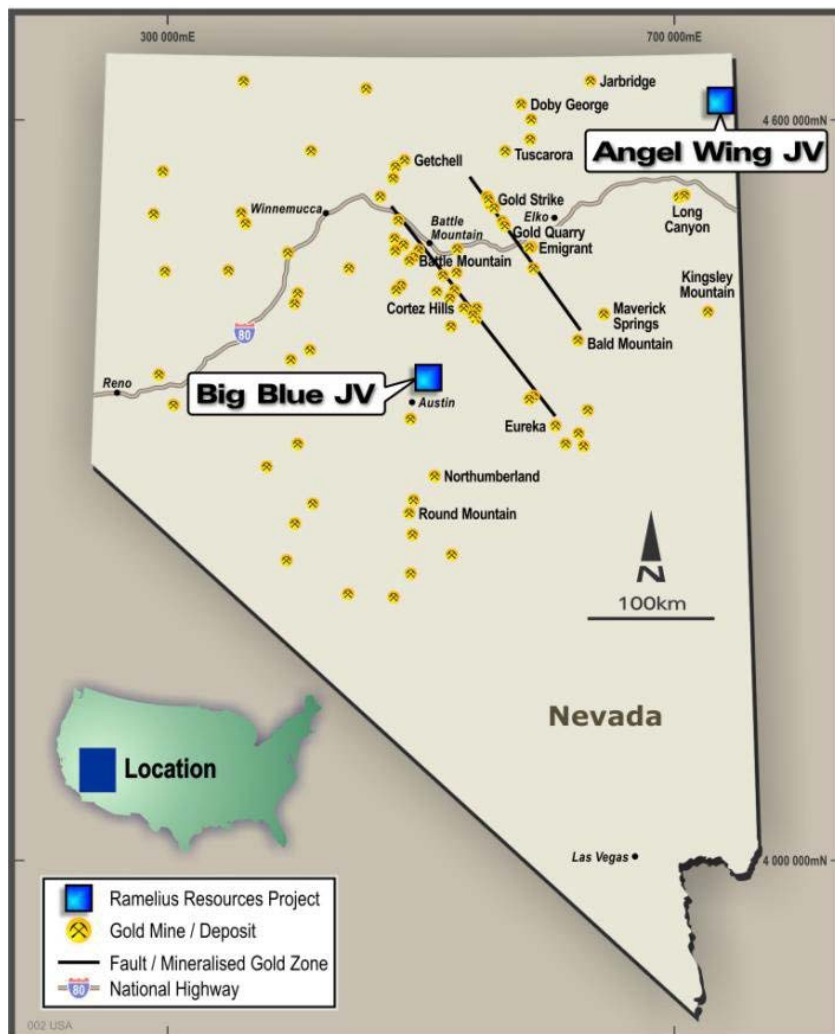 300 000mE
700 000mE
Jarbridge
Doby George
4 600 000mN
Angel Wing JV
Tuscarora
Getchell
Gold Strike
Elko
Long
Canyon
Winnemucca
Battle
Mountain
Gold Quarry
Emigrant
Battle Mountain
Kingsley
Mountain
Cortez Hills
Maverick
Springs
80
Bald Mountain
Reno
Big Blue JV
Austin
Eureka
Northumberland
Round Mountain
N
100km
Nevada
Location
Las Vegas
4 000 000mN
Ramelius Resources Project
Gold Mine / Deposit
Fault / Mineralised Gold Zone
80
National Highway
002 USA